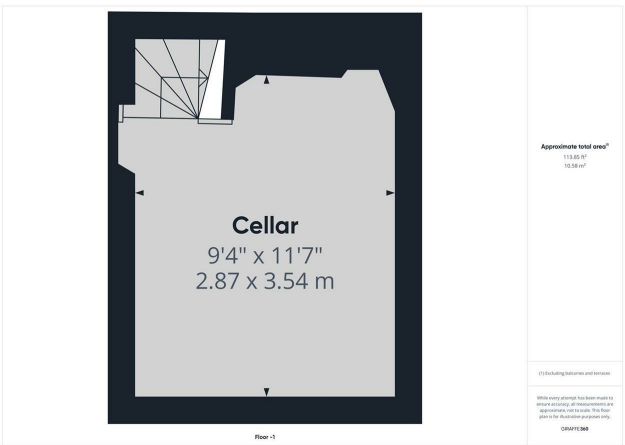 Cellar
9'4" x 11'7"
2.87 x 3.54 m
Floor -1
Approximate total area(1)
113.85 ft²
10.58 m²
(1) Excluding balconies and terraces
While every attempt has been made to
ensure accuracy, all measurements are
approximate, not to scale. This floor
plan is for illustrative purposes only.
GIRAFFE360